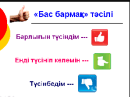 «Бас бармақ» тәсілі
Барлығын түсіндім ---
Енді түсініп келемін ---
Түсінбедім ---